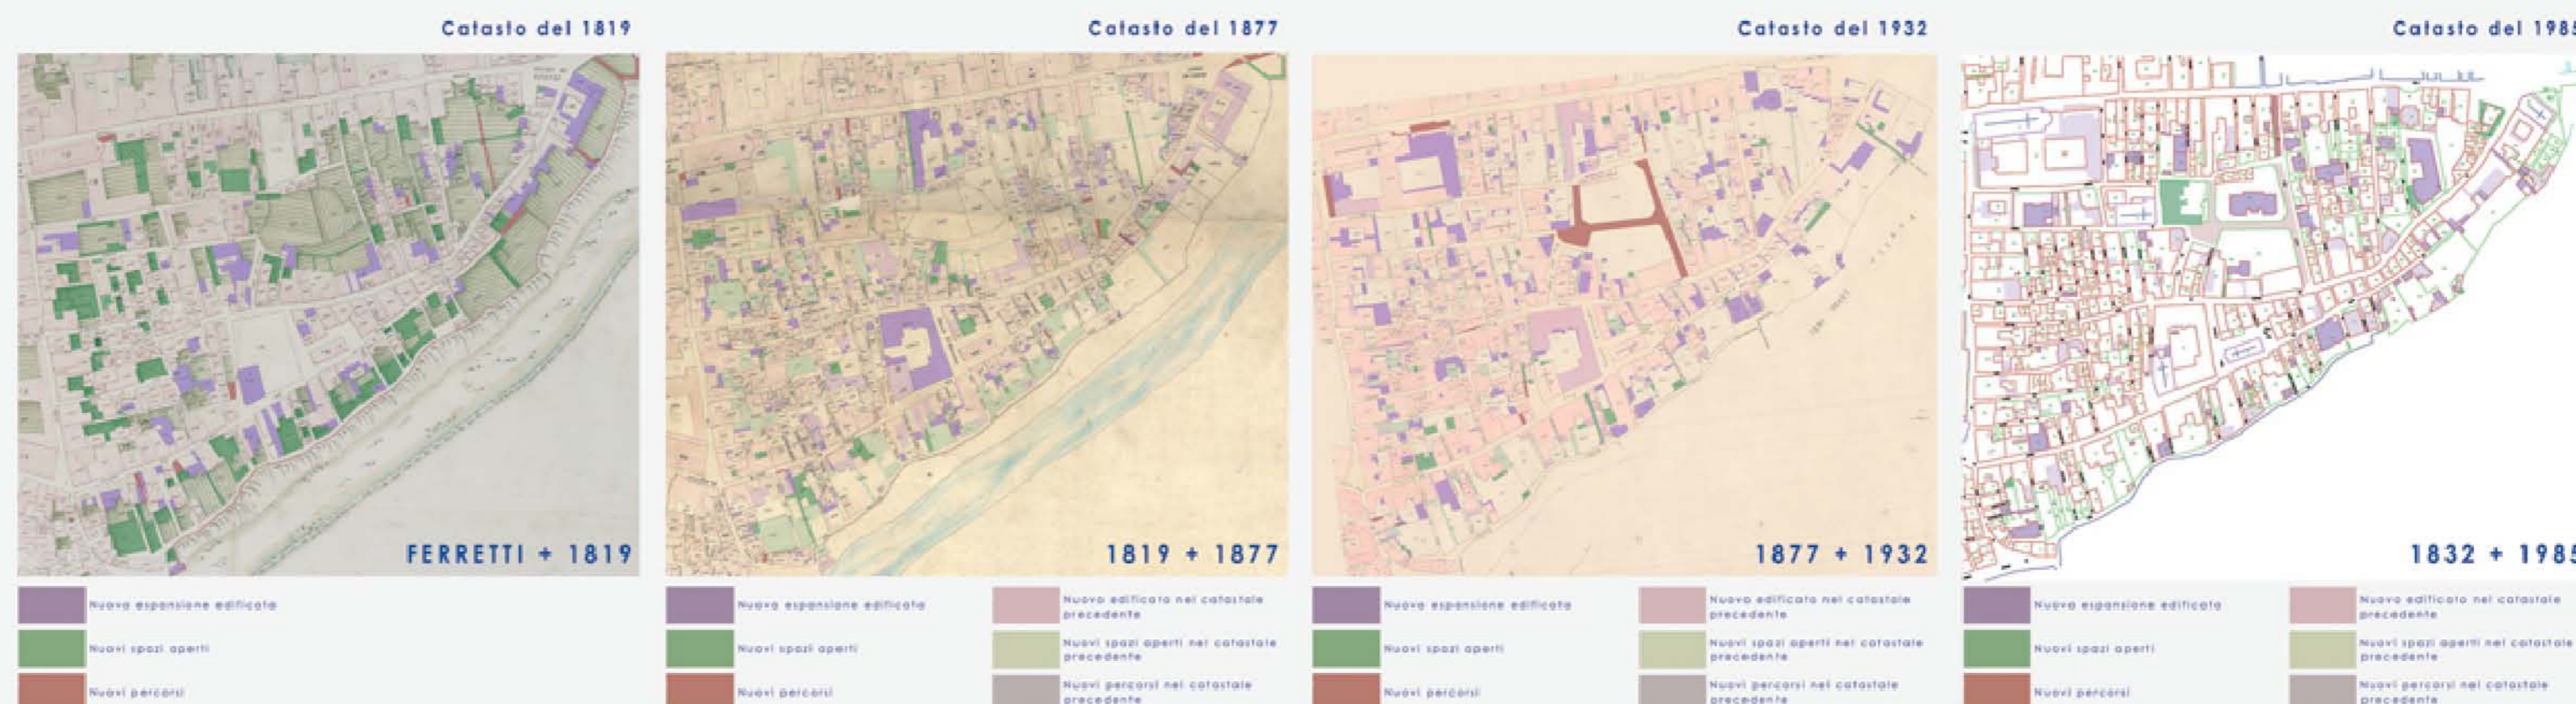 Catasto del 1819
Catasto del 1877
Catasto del 1932
Catasto del 1985
FERRETTI + 1819
1819 + 1877
1877 + 1932
1832 + 1985
Nuova espansione edificata
Nuovi spazi aperti
Nuovi percorsi
Nuova espansione edificata
Nuovi spazi aperti
Nuovi percorsi
Nuovo edificato nel catastale
precedente
Nuovi spazi aperti nel catastale
precedente
Nuovi percorsi nel catastale
precedente
Nuova espansione edificata
Nuovi spazi aperti
Nuovi percorsi
Nuovo edificato nel catastale
precedente
Nuovi spazi aperti nel catastale
precedente
Nuovi percorsi nel catastale
precedente
Nuova espansione edificata
Nuovi spazi aperti
Nuovi percorsi
Nuovo edificato nel catastale
precedente
Nuovi spazi aperti nel catastale
precedente
Nuovi percorsi nel catastale
precedente